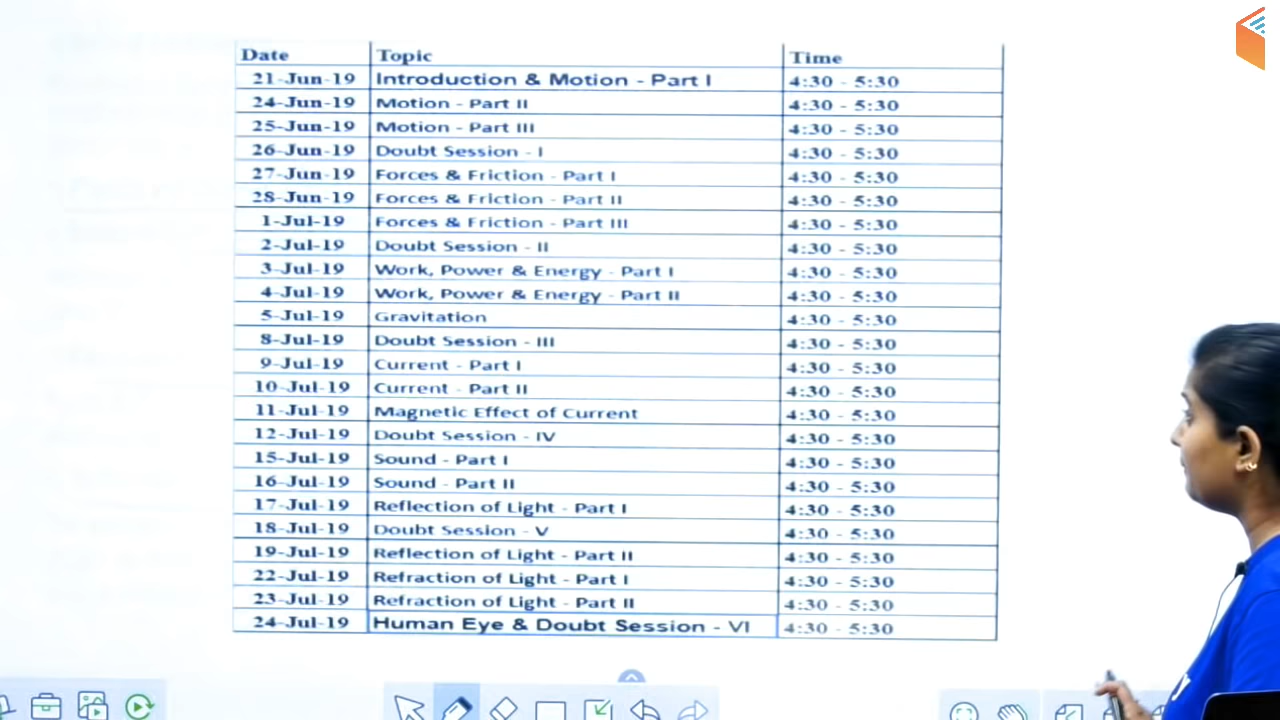 Date Topic Time
21-Jun-19 Introduction & Motion - Part I 4:30 - 5:30
24-Jun-19 Motion - Part II 4:30 - 5:30
25-Jun-19 Motion - Part III 4:30 - 5:30
26-Jun-19 Doubt Session - I 4:30 - 5:30
27-Jun-19 Forces & Friction - Part I 4:30 - 5:30
28-Jun-19 Forces & Friction - Part II 4:30 - 5:30
1-Jul-19 Forces & Friction - Part III 4:30 - 5:30
2-Jul-19 Doubt Session - II 4:30 - 5:30
3-Jul-19 Work, Power & Energy - Part I 4:30 - 5:30
4-Jul-19 Work, Power & Energy - Part II 4:30 - 5:30
5-Jul-19 Gravitation 4:30 - 5:30
8-Jul-19 Doubt Session - III 4:30 - 5:30
9-Jul-19 Current - Part I 4:30 - 5:30
10-Jul-19 Current - Part II 4:30 - 5:30
11-Jul-19 Magnetic Effect of Current 4:30 - 5:30
12-Jul-19 Doubt Session - IV 4:30 - 5:30
15-Jul-19 Sound - Part I 4:30 - 5:30
16-Jul-19 Sound - Part II 4:30 - 5:30
17-Jul-19 Reflection of Light - Part I 4:30 - 5:30
18-Jul-19 Doubt Session - V 4:30 - 5:30
19-Jul-19 Reflection of Light - Part II 4:30 - 5:30
22-Jul-19 Refraction of Light - Part I 4:30 - 5:30
23-Jul-19 Refraction of Light - Part II 4:30 - 5:30
24-Jul-19 Human Eye & Doubt Session - VI 4:30 - 5:30